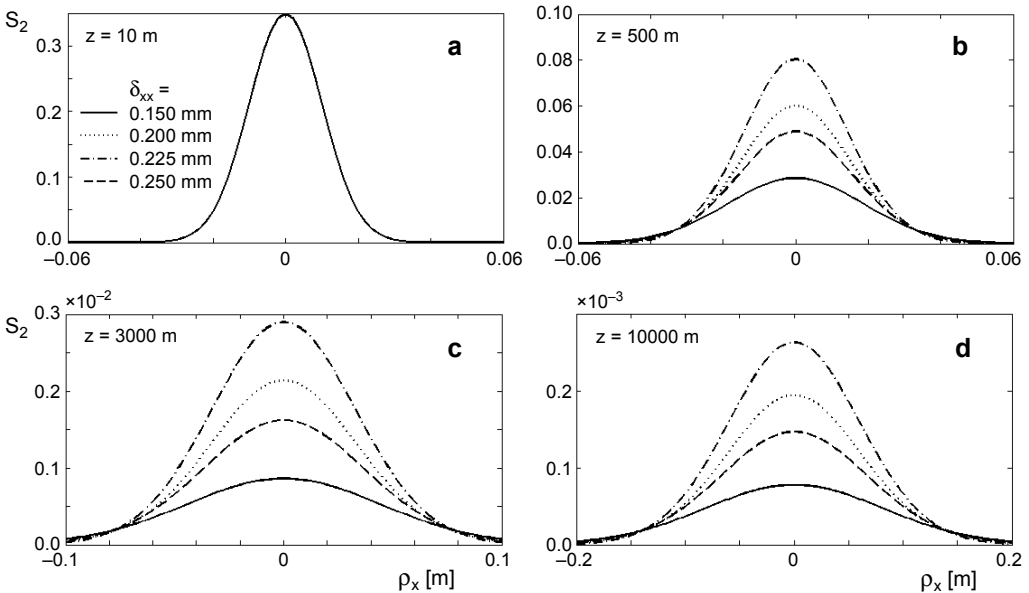 S₂
0.3
0.2
0.1
0.0
z = 10 m
a
δxx =
0.150 mm
0.200 mm
0.225 mm
0.250 mm
−0.06 0 0.06
0.10
0.08
0.06
0.04
0.02
0.0
z = 500 m
b
−0.06 0 0.06
×10⁻²
S₂
0.3
0.2
0.1
0.0
z = 3000 m
c
−0.1 0 0.1
ρx [m]
×10⁻³
0.3
0.2
0.1
0.0
z = 10000 m
d
−0.2 0 0.2
ρx [m]